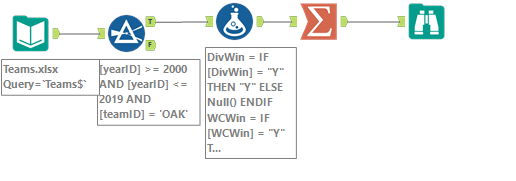 T
F
Teams.xlsx
Query=`Teams$`
[yearID] >= 2000
AND [yearID] <=
2019 AND
[teamID] = 'OAK'
DivWin = IF
[DivWin] = "Y"
THEN "Y" ELSE
Null() ENDIF
WCWin = IF
[WCWin] = "Y"
T...